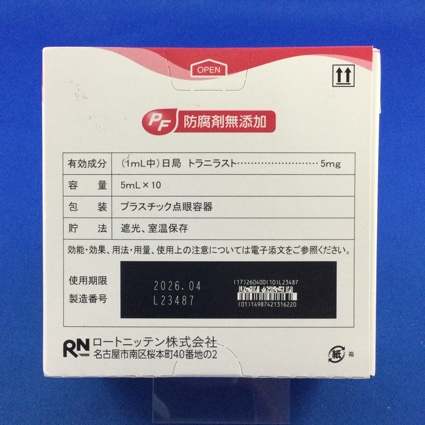 OPEN
PF 防腐剤無添加
有効成分 (1mL中)日局 トラニラスト……………………5mg
容量 5mL×10
包装 プラスチック点眼容器
貯法 遮光、室温保存
効能・効果、用法・用量、使用上の注意については電子添文をご参照ください。
使用期限 2026.04
製造番号 L23487
(17)260400(10)L23487
(01)14987421316220
RN ロートニッテン株式会社
名古屋市南区桜本町40番地の2
紙 箱